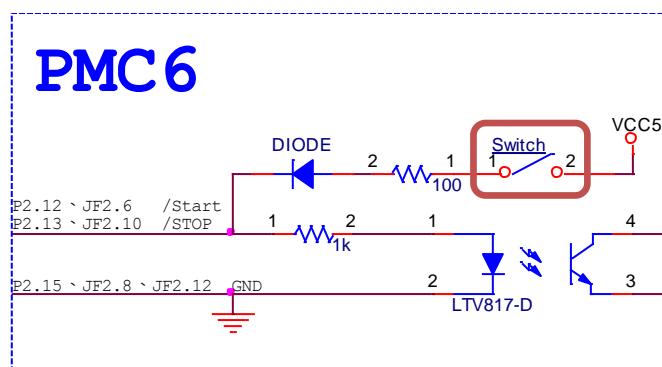 PMC6
VCC5
DIODE
Switch
2 1 1 2
100
P2.12、JF2.6 /Start
P2.13、JF2.10 /STOP
1 2 1 4
1k
P2.15、JF2.8、JF2.12 GND
2 3
LTV817-D